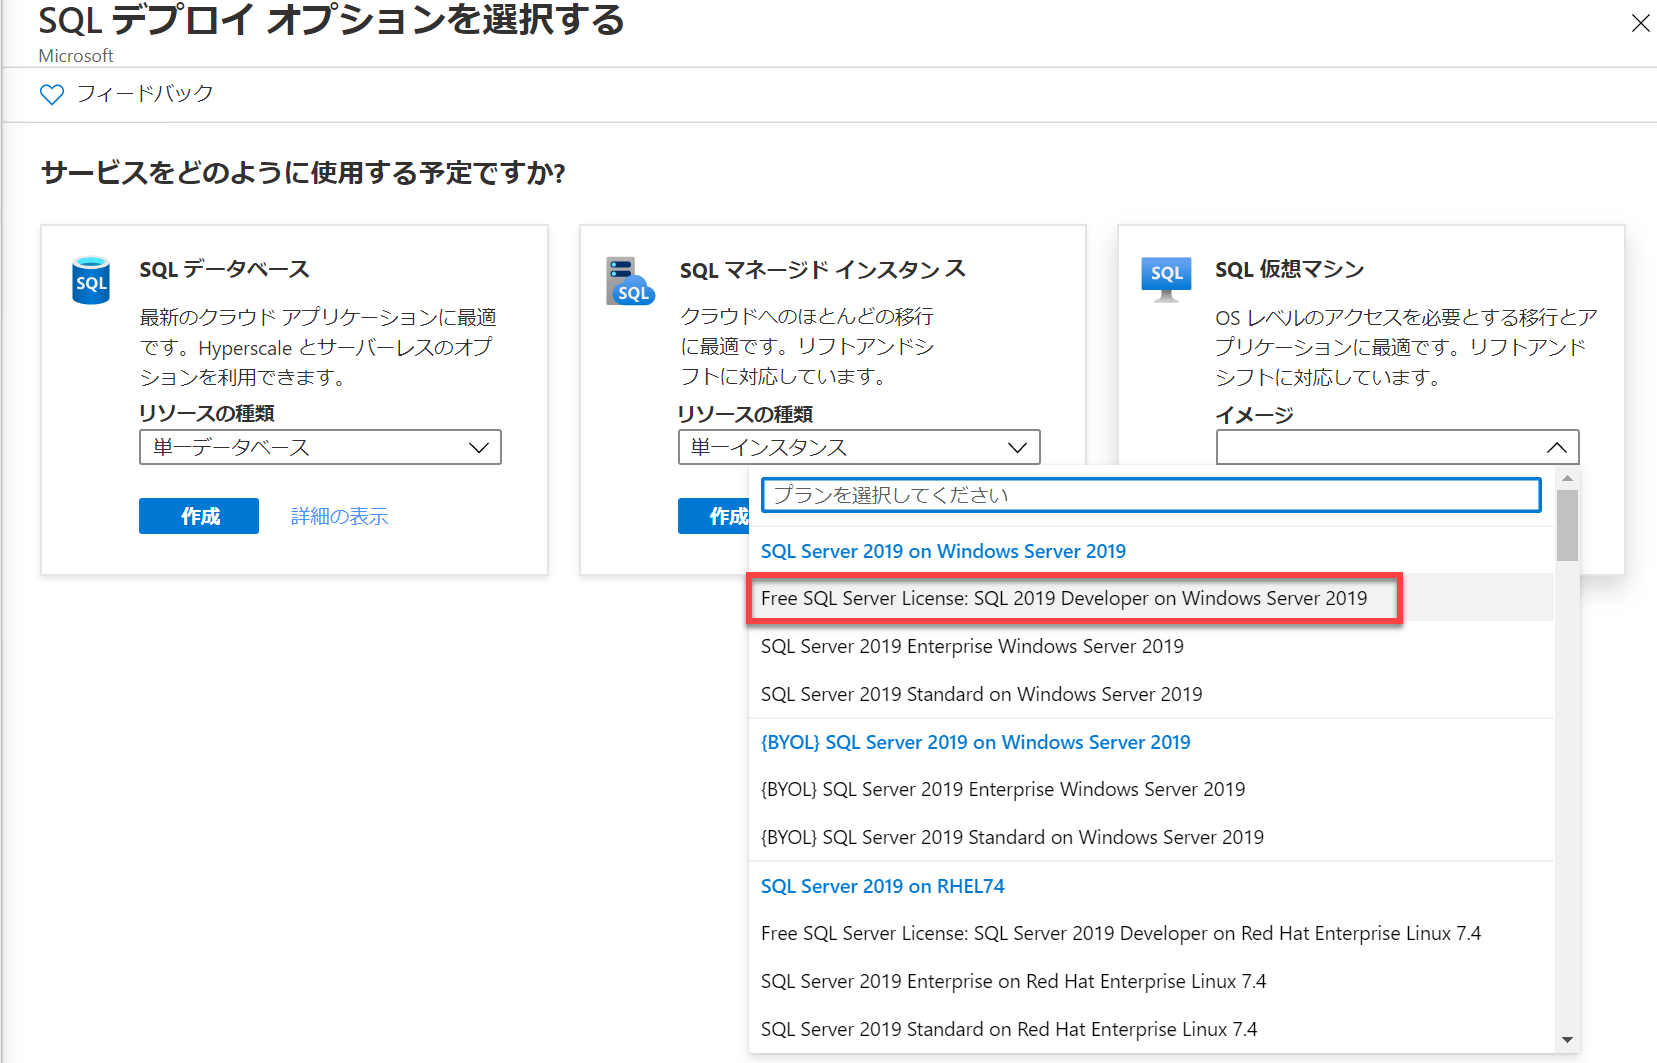 SQL デプロイ オプションを選択する
Microsoft
フィードバック
サービスをどのように使用する予定ですか?
SQL
SQL データベース
最新のクラウド アプリケーションに最適
です。Hyperscale とサーバーレスのオプ
ションを利用できます。
リソースの種類
単一データベース
作成
詳細の表示
SQL
SQL マネージド インスタンス
クラウドへのほとんどの移行
に最適です。リフトアンドシ
フトに対応しています。
リソースの種類
単一インスタンス
作成
SQL
SQL 仮想マシン
OS レベルのアクセスを必要とする移行とア
プリケーションに最適です。リフトアンド
シフトに対応しています。
イメージ
プランを選択してください
SQL Server 2019 on Windows Server 2019
Free SQL Server License: SQL 2019 Developer on Windows Server 2019
SQL Server 2019 Enterprise Windows Server 2019
SQL Server 2019 Standard on Windows Server 2019
{BYOL} SQL Server 2019 on Windows Server 2019
{BYOL} SQL Server 2019 Enterprise Windows Server 2019
{BYOL} SQL Server 2019 Standard on Windows Server 2019
SQL Server 2019 on RHEL74
Free SQL Server License: SQL Server 2019 Developer on Red Hat Enterprise Linux 7.4
SQL Server 2019 Enterprise on Red Hat Enterprise Linux 7.4
SQL Server 2019 Standard on Red Hat Enterprise Linux 7.4